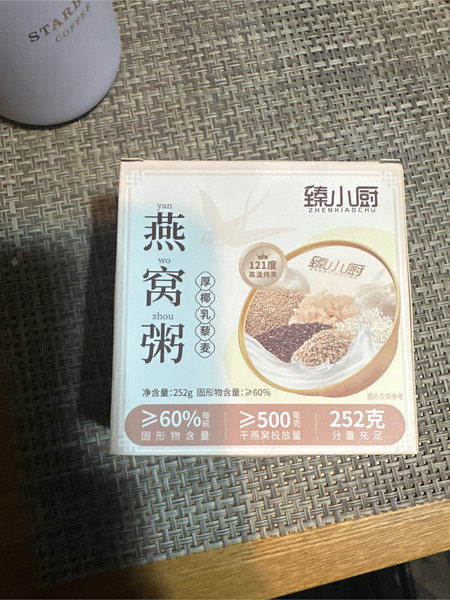 STARB
COFFEE
臻小厨
ZHENXIAOCHU
yan
燕
wo
窝
zhou
粥
厚椰乳藜麦
121度
高温炖煮
臻小厨
ZHENXIAOCHU
净含量:252g 固形物含量:≥60%
图片仅供参考
≥60% 每碗
固形物含量
≥500 毫克
干燕窝投放量
252克
分量充足